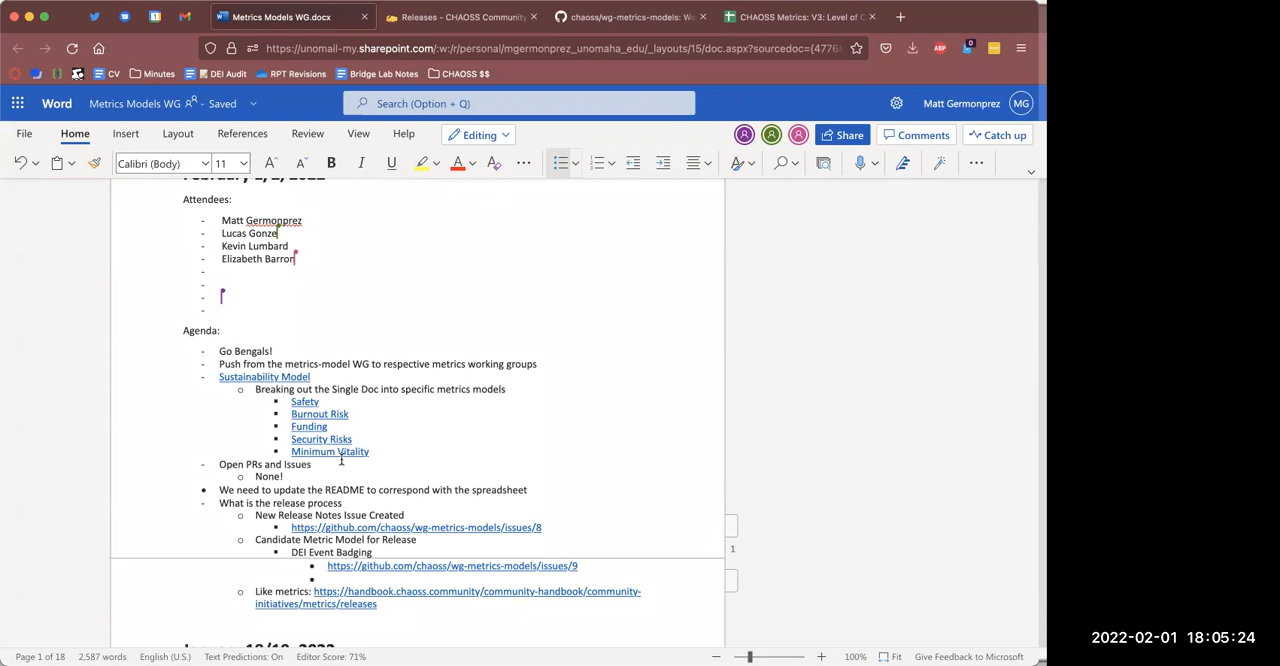 Metrics Models WG.docx
Releases - CHAOSS Community
chaoss/wg-metrics-models: Wo
CHAOSS Metrics: V3: Level of C
https://unomail-my.sharepoint.com/:w:/r/personal/mgermonprez_unomaha_edu/_layouts/15/doc.aspx?sourcedoc={4776
ABP
0
CV
Minutes
DEI Audit
RPT Revisions
Bridge Lab Notes
CHAOSS $$
Word
Metrics Models WG
- Saved
Search (Option + Q)
Matt Germonprez
MG
File
Home
Insert
Layout
References
Review
View
Help
Editing
Share
Comments
Catch up
Calibri (Body)
11
Attendees:
- Matt Germonprez
- Lucas Gonze
- Kevin Lumbard
- Elizabeth Barron
-
-
-
-
Agenda:
- Go Bengals!
- Push from the metrics-model WG to respective metrics working groups
- Sustainability Model
o Breaking out the Single Doc into specific metrics models
▪ Safety
▪ Burnout Risk
▪ Funding
▪ Security Risks
▪ Minimum Vitality
- Open PRs and Issues
o None!
• We need to update the README to correspond with the spreadsheet
- What is the release process
o New Release Notes Issue Created
▪ https://github.com/chaoss/wg-metrics-models/issues/8
o Candidate Metric Model for Release
▪ DEI Event Badging
• https://github.com/chaoss/wg-metrics-models/issues/9
•
o Like metrics: https://handbook.chaoss.community/community-handbook/community-
initiatives/metrics/releases
1
Page 1 of 18
2,587 words
English (U.S.)
Text Predictions: On
Editor Score: 71%
100%
Fit
Give Feedback to Microsoft
2022-02-01 18:05:24